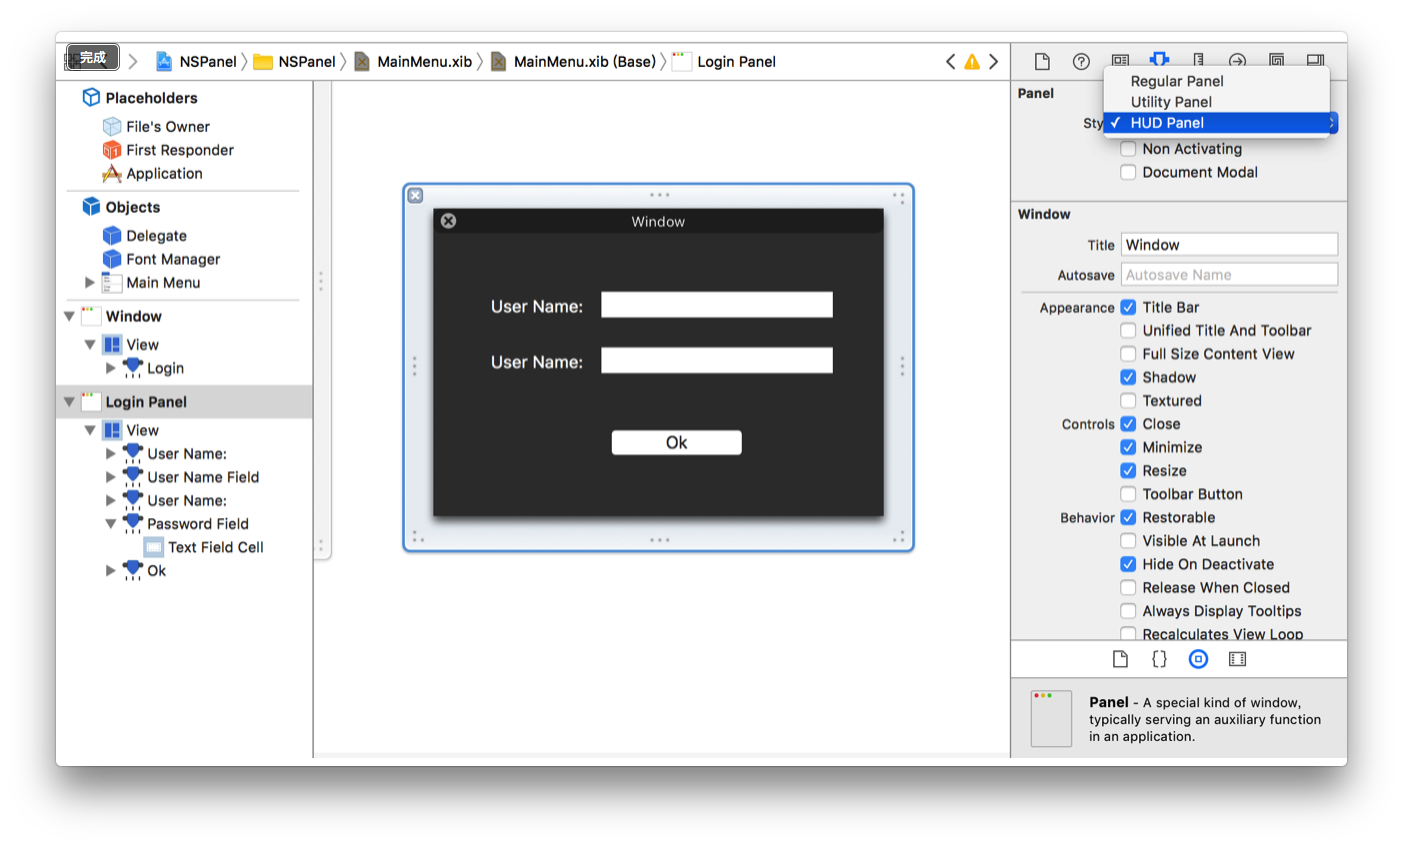 完成
NSPanel
NSPanel
MainMenu.xib
MainMenu.xib (Base)
Login Panel
Placeholders
File's Owner
First Responder
Application
Objects
Delegate
Font Manager
Main Menu
Window
View
Login
Login Panel
View
User Name:
User Name Field
User Name:
Password Field
Text Field Cell
Ok
Window
User Name:
User Name:
Ok
Panel
Sty
Regular Panel
Utility Panel
✓ HUD Panel
Non Activating
Document Modal
Window
Title Window
Autosave Autosave Name
Appearance Title Bar
Unified Title And Toolbar
Full Size Content View
Shadow
Textured
Controls Close
Minimize
Resize
Toolbar Button
Behavior Restorable
Visible At Launch
Hide On Deactivate
Release When Closed
Always Display Tooltips
Recalculates View Loop
Panel - A special kind of window,
typically serving an auxiliary function
in an application.